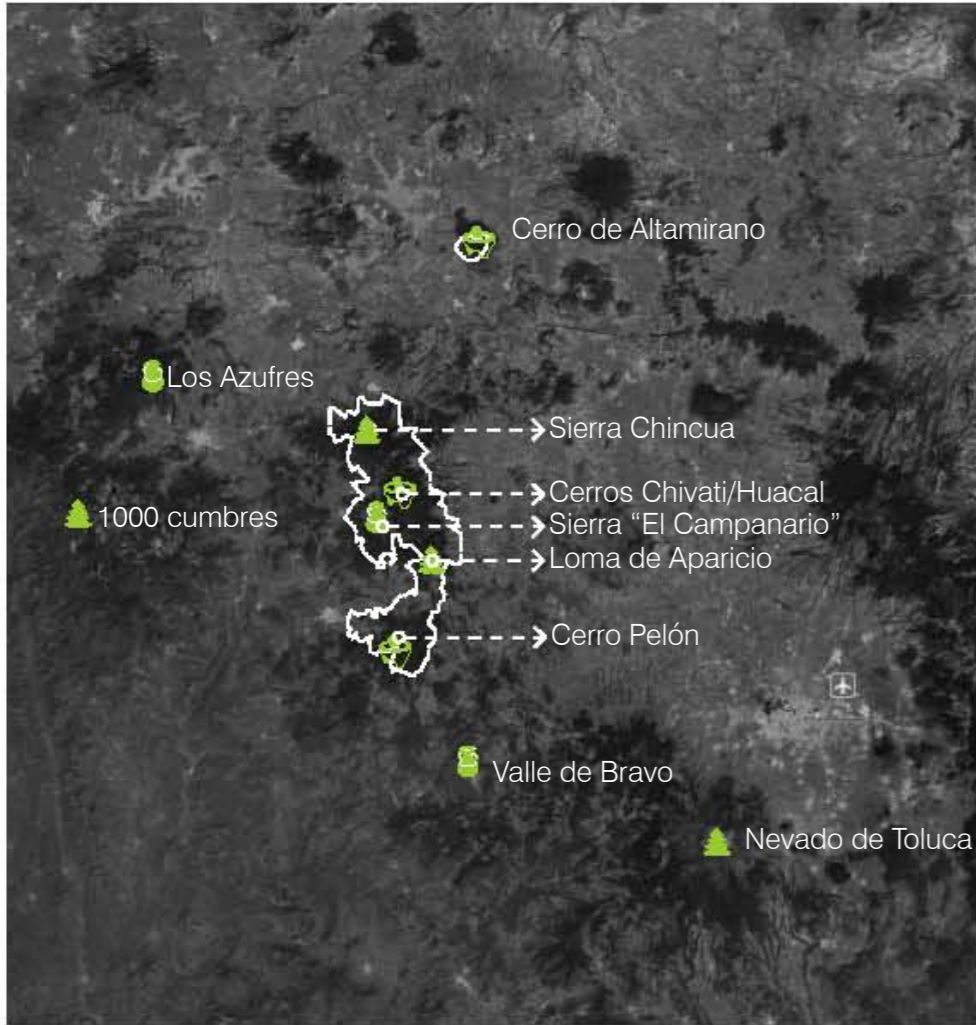 Cerro de Altamirano
Los Azufres
Sierra Chincua
Cerros Chivati/Huacal
1000 cumbres
Sierra “El Campanario”
Loma de Aparicio
Cerro Pelón
Valle de Bravo
Nevado de Toluca